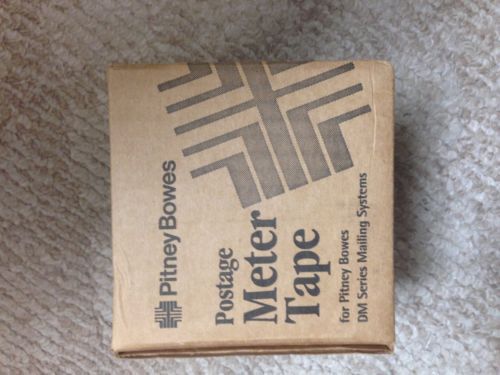 PitneyBowes
Postage
Meter
Tape
for Pitney Bowes
DM Series Mailing Systems